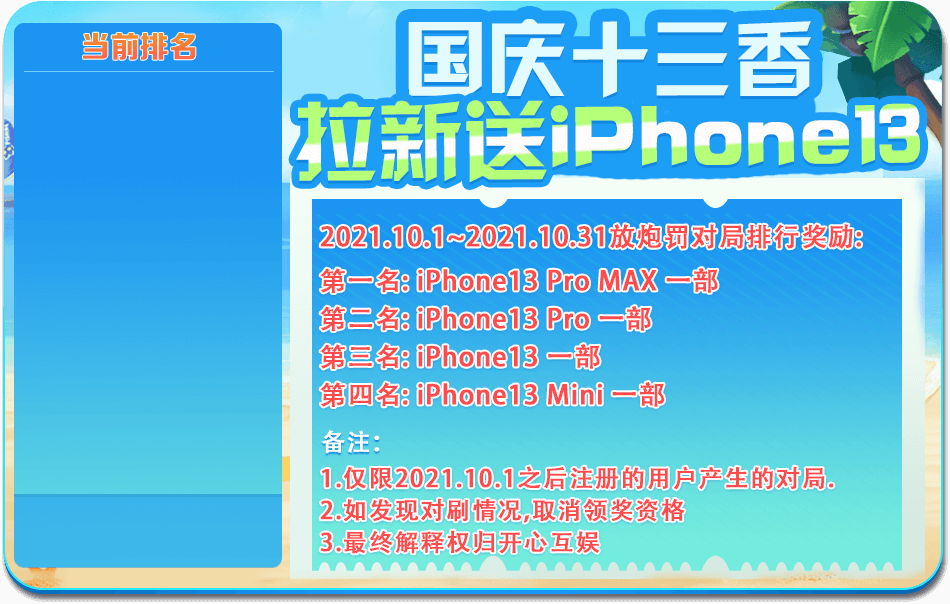 当前排名
国庆十三香
拉新送iPhone13
2021.10.1~2021.10.31放炮罚对局排行奖励:
第一名: iPhone13 Pro MAX 一部
第二名: iPhone13 Pro 一部
第三名: iPhone13 一部
第四名: iPhone13 Mini 一部
备注:
1.仅限2021.10.1之后注册的用户产生的对局.
2.如发现对刷情况,取消领奖资格
3.最终解释权归开心互娱